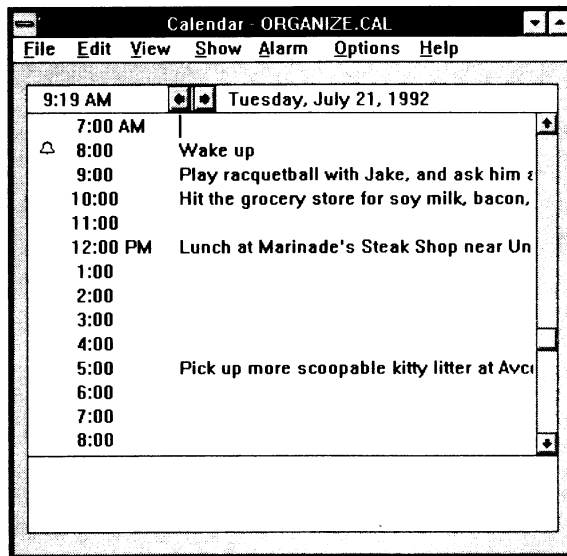 Calendar - ORGANIZE.CAL
File Edit View Show Alarm Options Help
9:19 AM Tuesday, July 21, 1992
7:00 AM
8:00 Wake up
9:00 Play racquetball with Jake, and ask him
10:00 Hit the grocery store for soy milk, bacon,
11:00
12:00 PM Lunch at Marinade's Steak Shop near Un
1:00
2:00
3:00
4:00
5:00 Pick up more scoopable kitty litter at
6:00
7:00
8:00